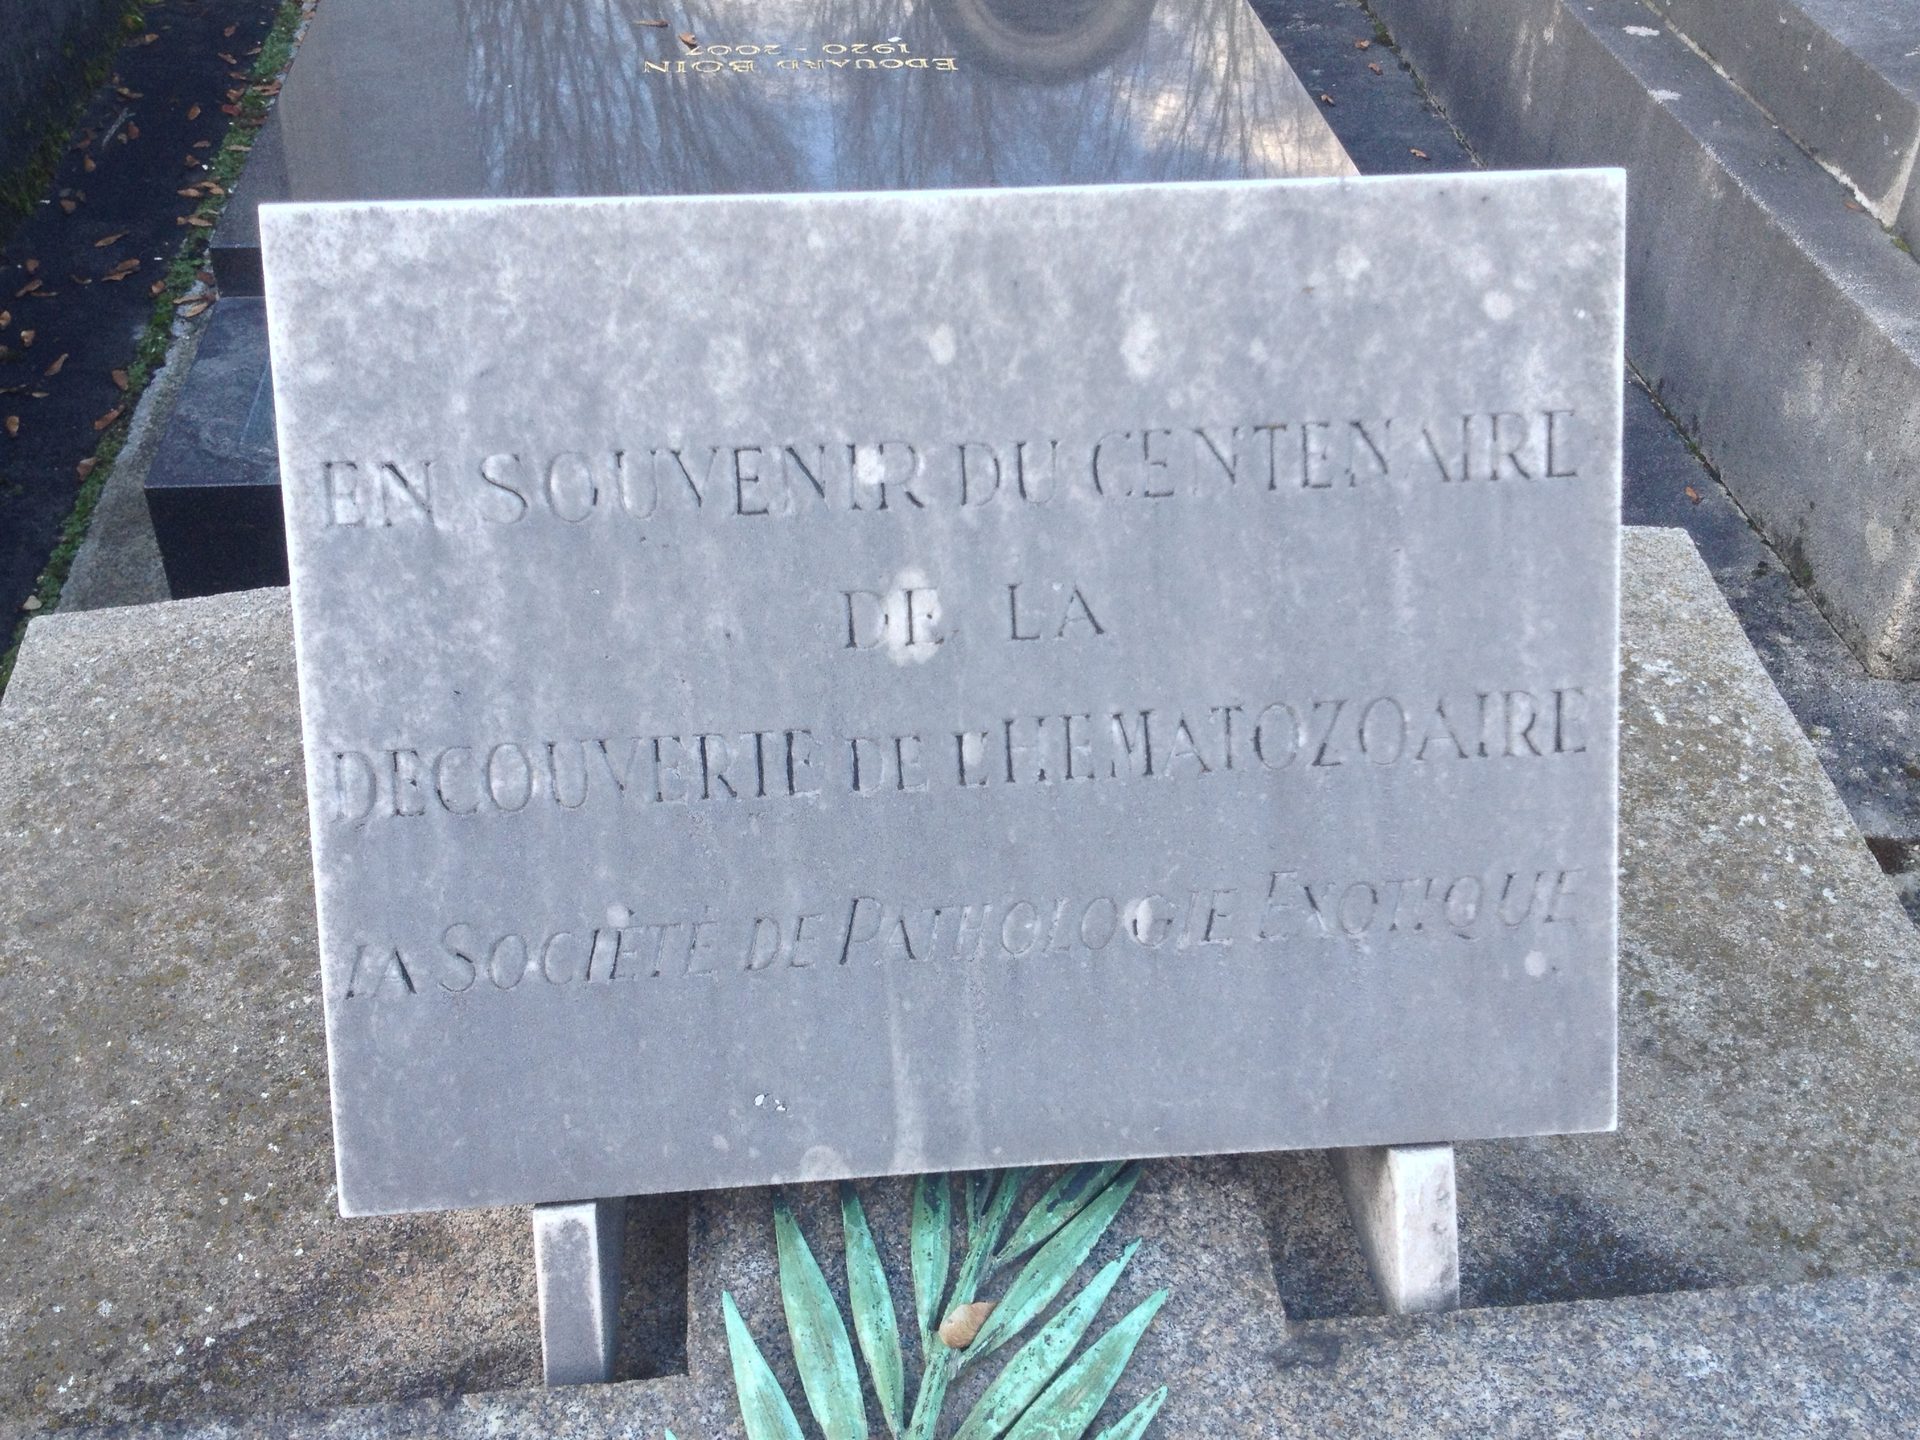 EDOUARD BOIN
1920 - 2007
EN SOUVENIR DU CENTENAIRE
DE LA
DECOUVERTE DE L'HEMATOZOAIRE
LA SOCIÉTÉ DE PATHOLOGIE EXOTIQUE